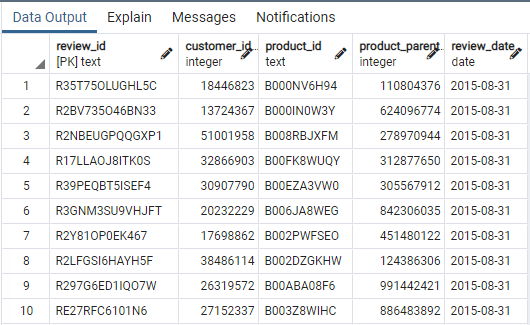 Data Output Explain Messages Notifications
review_id customer_id... product_id product_parent... review_date
[PK] text integer text integer date
1 R35T75OLUGHL5C 18446823 B000NV6H94 110804376 2015-08-31
2 R2BV735O46BN33 13724367 B000IN0W3Y 624096774 2015-08-31
3 R2NBEUGPQQGXP1 51001958 B008RBJXFM 278970944 2015-08-31
4 R17LLAOJ8ITK0S 32866903 B00FK8WUQY 312877650 2015-08-31
5 R39PEQBT5ISEF4 30907790 B00EZA3VW0 305567912 2015-08-31
6 R3GNM3SU9VHJFT 20232229 B006JA8WEG 842306035 2015-08-31
7 R2Y81OP0EK467 17698862 B002PWFSEO 451480122 2015-08-31
8 R2LFGSI6HAYH5F 38486114 B002DZGKHW 124386306 2015-08-31
9 R297G6ED1IQO7W 26319572 B00ABA08F6 991442421 2015-08-31
10 RE27RFC6101N6 27152337 B003Z8WIHC 886483892 2015-08-31